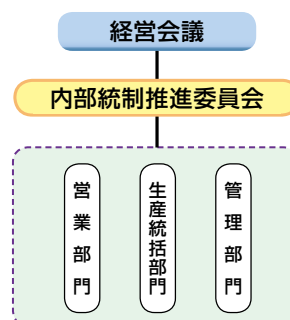 経営会議
内部統制推進委員会
営業部門
生産統括部門
管理部門